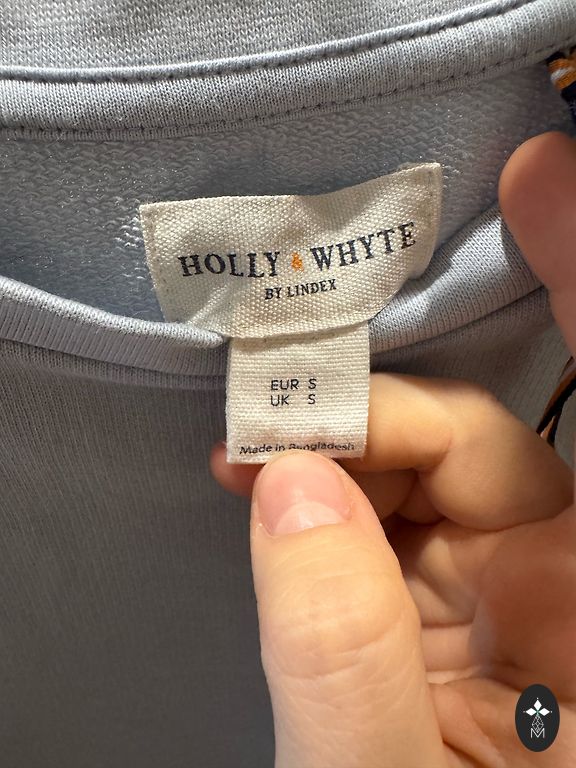 HOLLY & WHYTE
BY LINDEX
EUR S
UK S
Made in Bangladesh
M